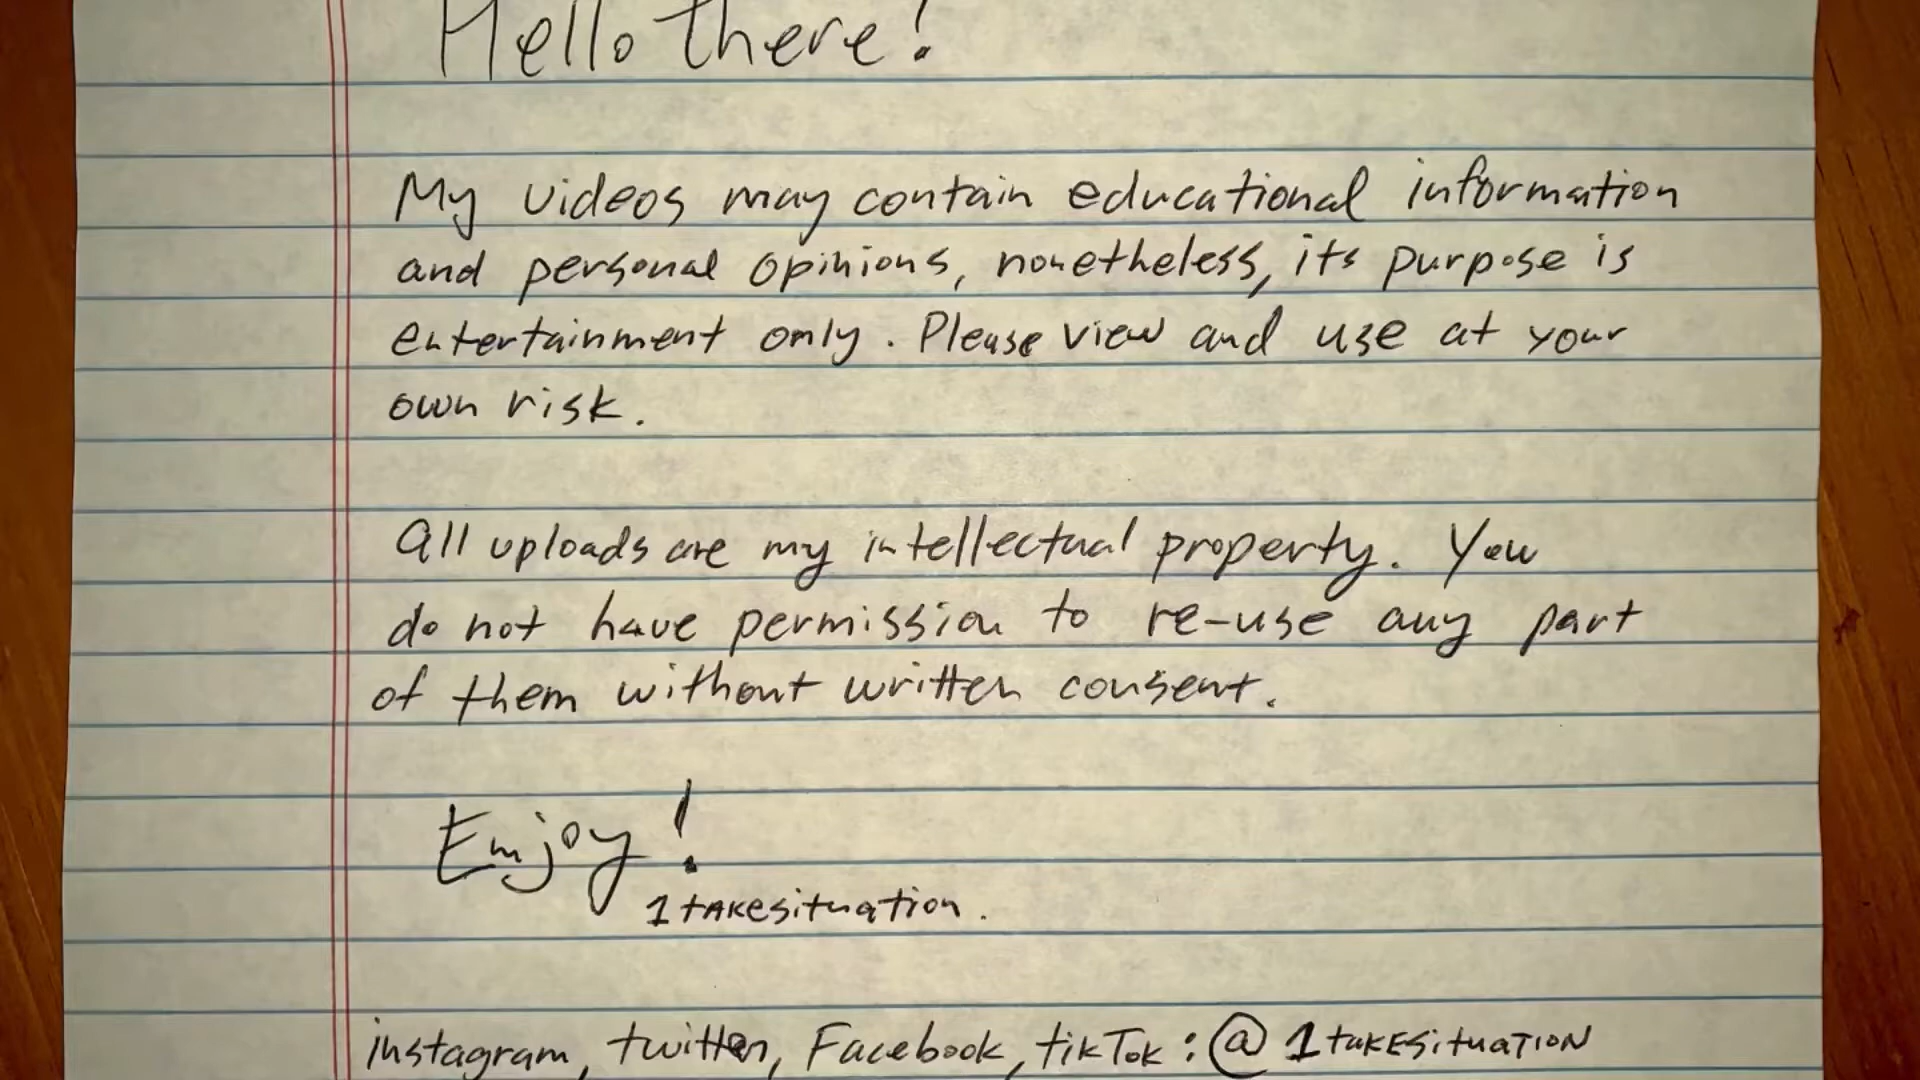 Hello there!
My videos may contain educational information
and personal opinions, nonetheless, its purpose is
entertainment only. Please view and use at your
own risk.
All uploads are my intellectual property. You
do not have permission to re-use any part
of them without written consent.
Enjoy!
1takesituation.
instagram, twitter, Facebook, tikTok: @1takesituation